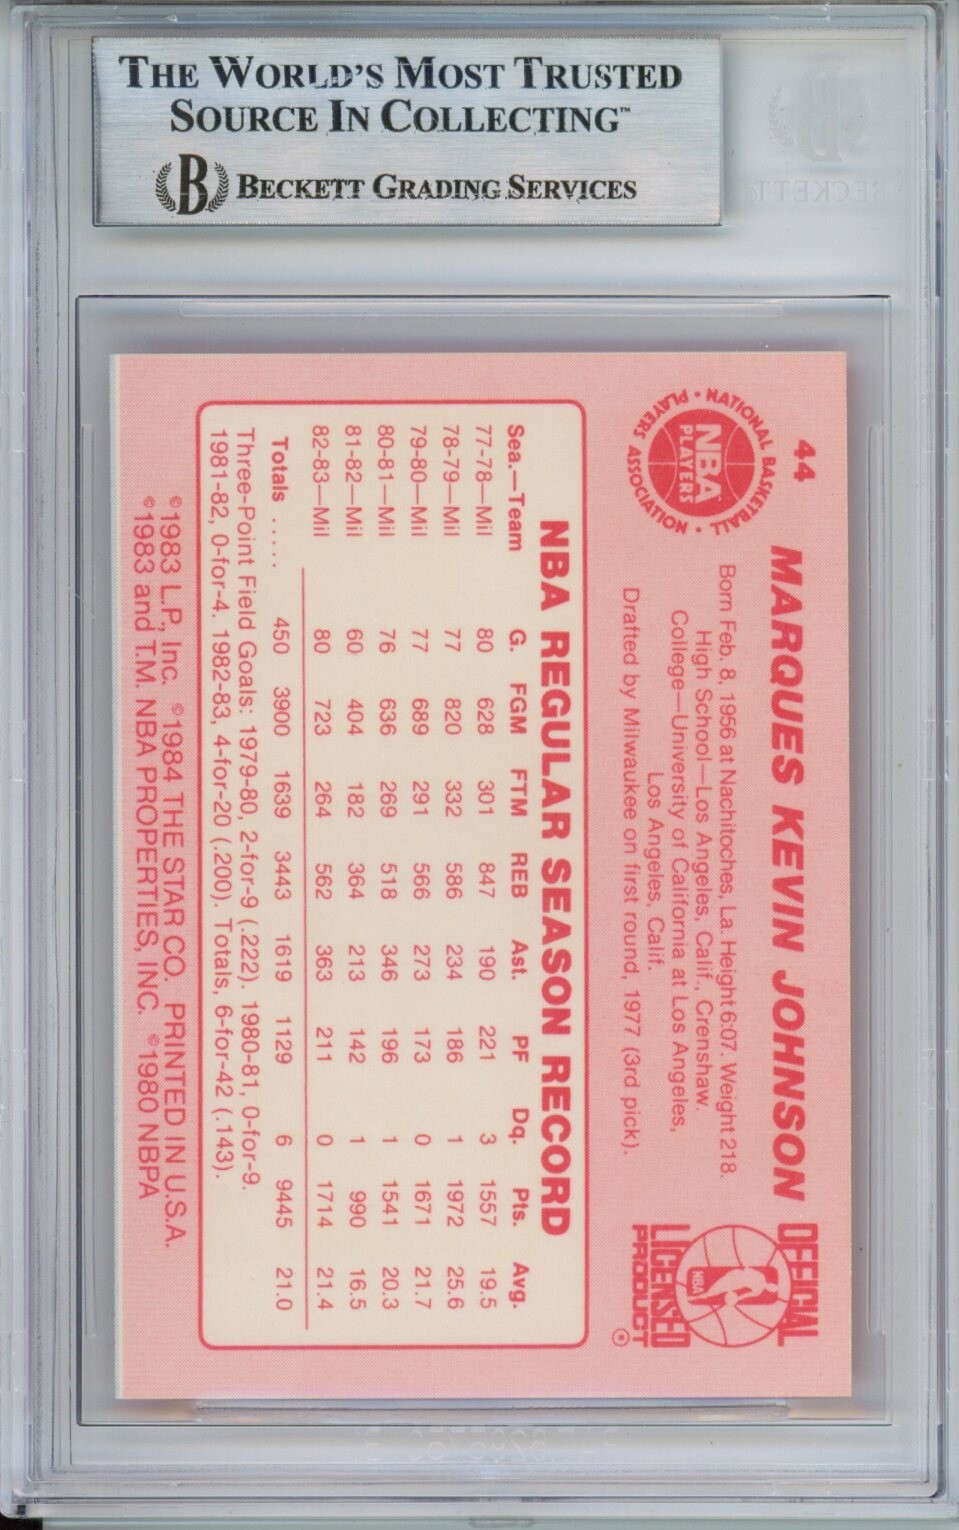 THE WORLD'S MOST TRUSTED
SOURCE IN COLLECTING™
B BECKETT GRADING SERVICES
BECKETT
44
MARQUES KEVIN JOHNSON
NATIONAL BASKETBALL
PLAYERS ASSOCIATION
NBA
PLAYERS
Born Feb. 8, 1956 at Nachitoches, La. Height 6:07. Weight 218.
High School—Los Angeles, Calif., Crenshaw.
College—University of California at Los Angeles,
Los Angeles, Calif.
Drafted by Milwaukee on first round, 1977 (3rd pick).
OFFICIAL
NBA
LICENSED
PRODUCT ®
NBA REGULAR SEASON RECORD
Sea.—Team G. FGM FTM REB Ast. PF Dq. Pts. Avg.
77-78—Mil 80 628 301 847 190 221 3 1557 19.5
78-79—Mil 77 820 332 586 234 186 1 1972 25.6
79-80—Mil 77 689 291 566 273 173 0 1671 21.7
80-81—Mil 76 636 269 518 346 196 1 1541 20.3
81-82—Mil 60 404 182 364 213 142 1 990 16.5
82-83—Mil 80 723 264 562 363 211 0 1714 21.4
Totals ..... 450 3900 1639 3443 1619 1129 6 9445 21.0
Three-Point Field Goals: 1979-80, 2-for-9 (.222). 1980-81, 0-for-9.
1981-82, 0-for-4. 1982-83, 4-for-20 (.200). Totals, 6-for-42 (.143).
©1983 L.P., Inc. ©1984 THE STAR CO. PRINTED IN U.S.A.
©1983 and T.M. NBA PROPERTIES, INC. ©1980 NBPA